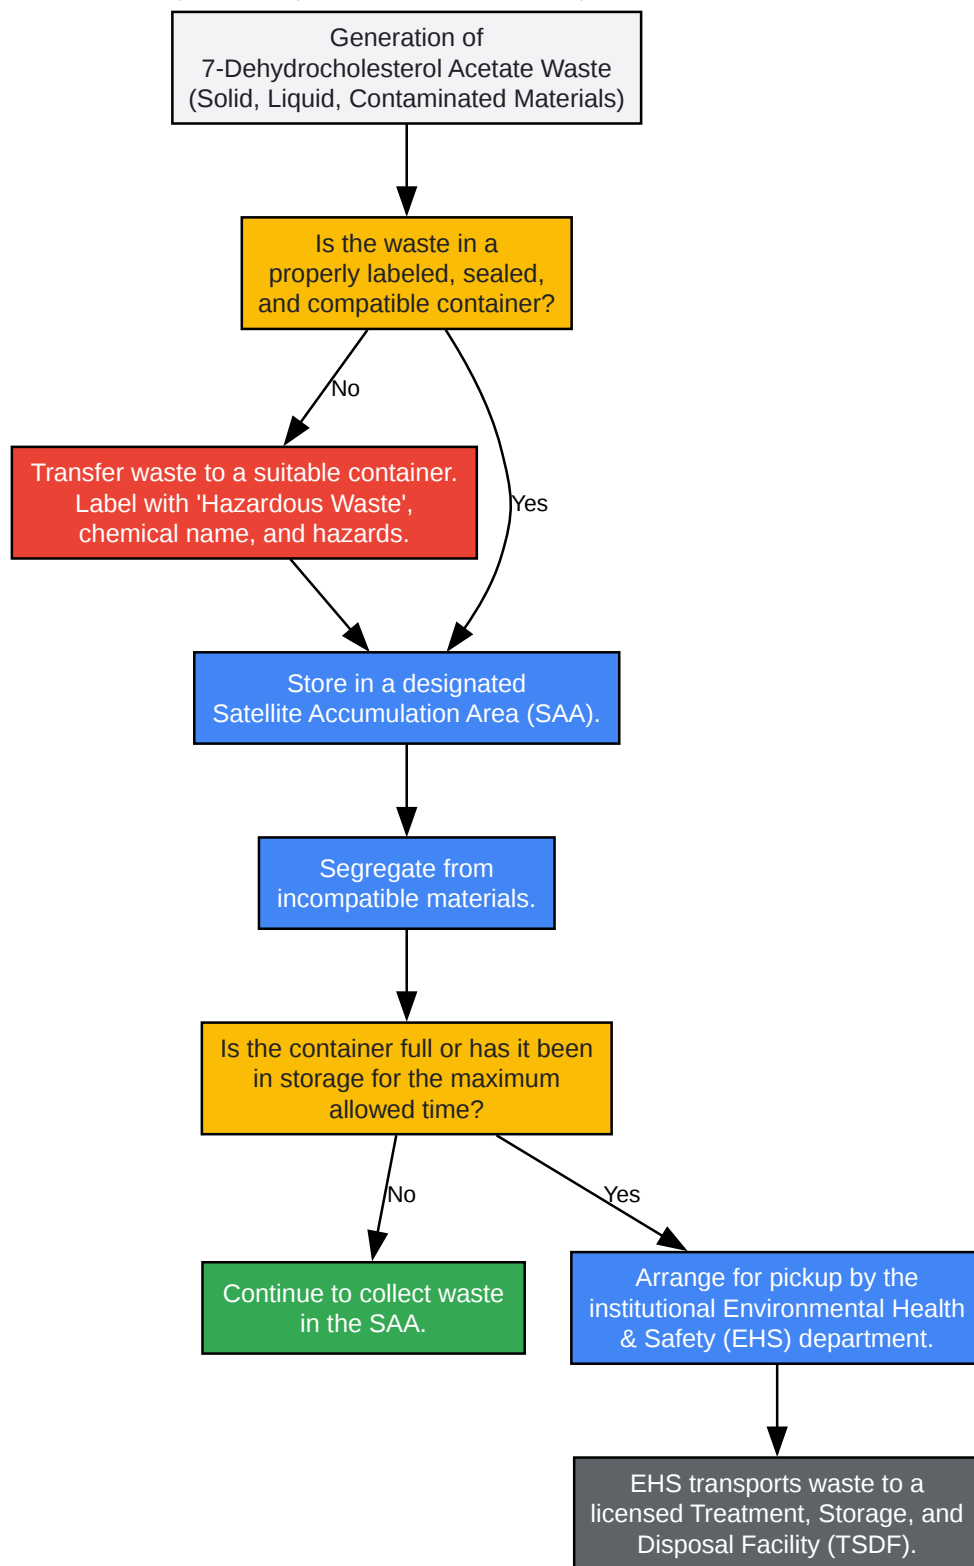 Generation of
7-Dehydrocholesterol Acetate Waste
(Solid, Liquid, Contaminated Materials)
Is the waste in a
properly labeled, sealed,
and compatible container?
No
Yes
Transfer waste to a suitable container.
Label with 'Hazardous Waste',
chemical name, and hazards.
Store in a designated
Satellite Accumulation Area (SAA).
Segregate from
incompatible materials.
Is the container full or has it been
in storage for the maximum
allowed time?
No
Yes
Continue to collect waste
in the SAA.
Arrange for pickup by the
institutional Environmental Health
& Safety (EHS) department.
EHS transports waste to a
licensed Treatment, Storage, and
Disposal Facility (TSDF).